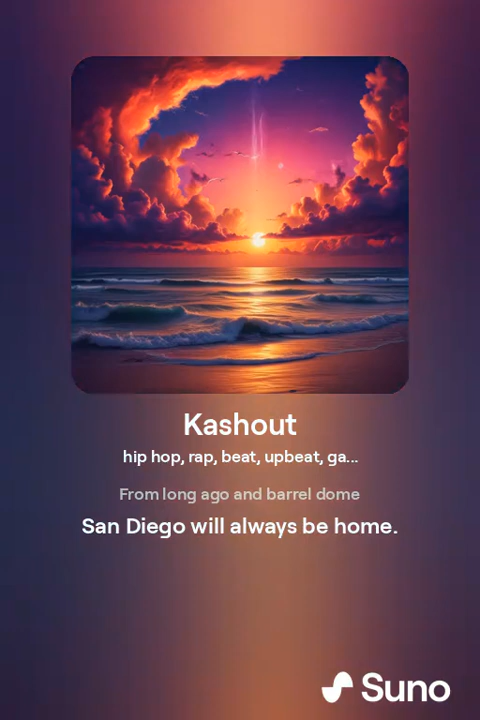 Kashout
hip hop, rap, beat, upbeat, ga...
From long ago and barrel dome
San Diego will always be home.
Suno